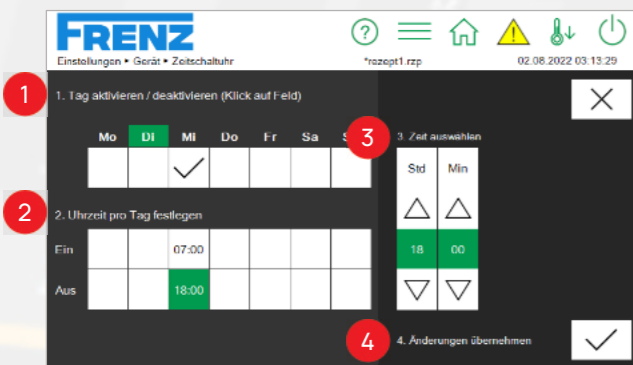 FRENZ
?
Einstellungen ▸ Gerät ▸ Zeitschaltuhr
*rezept1.rzp
02.08.2022 03:13:29
1
1. Tag aktivieren / deaktivieren (Klick auf Feld)
Mo DI MI Do Fr Sa
3
3. Zeit auswählen
Std Min
2
2. Uhrzeit pro Tag festlegen
Ein 07:00
18 00
Aus 18:00
4
4. Änderungen übernehmen